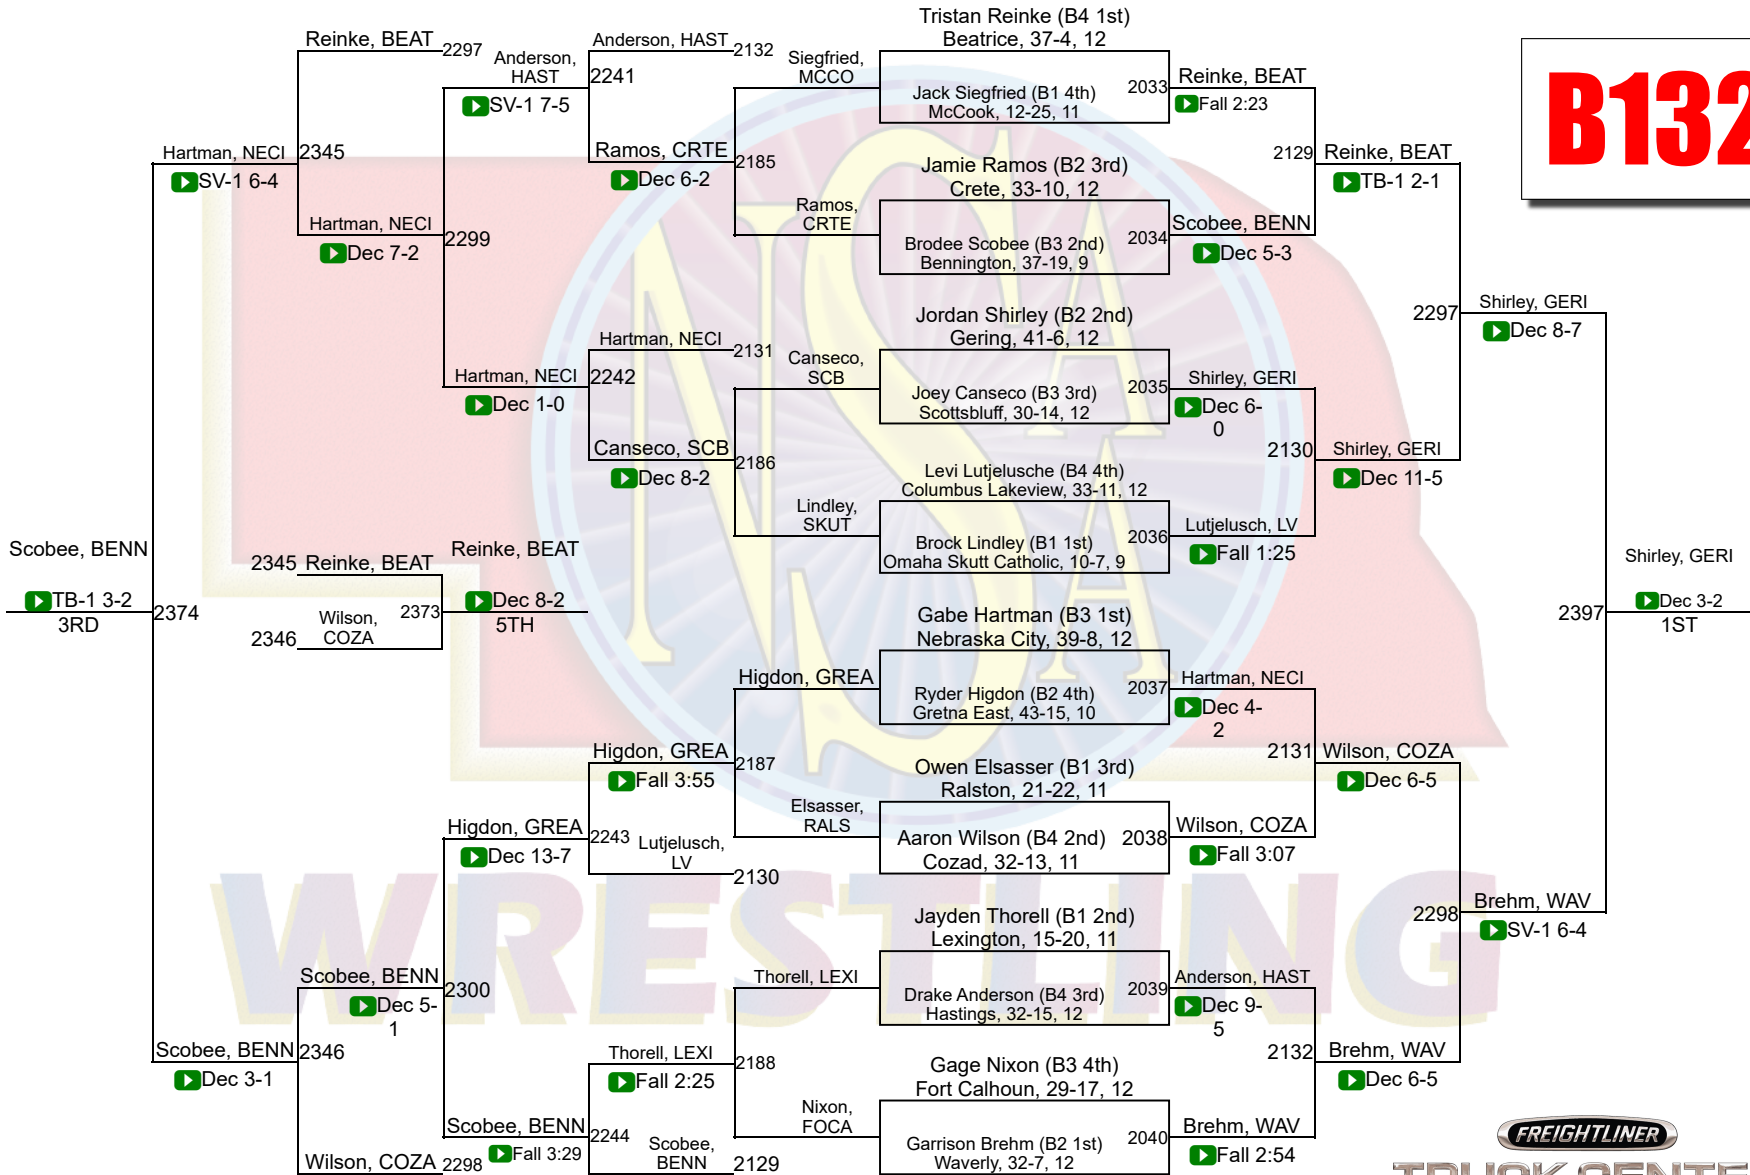 Tristan Reinke (B4 1st)
Beatrice, 37-4, 12
Reinke, BEAT 2297
Anderson, HAST
SV-1 7-5
Anderson, HAST 2132
2241
Siegfried, MCCO
Jack Siegfried (B1 4th)
McCook, 12-25, 11
2033
Reinke, BEAT
Fall 2:23
B132
Hartman, NECI 2345
SV-1 6-4
Ramos, CRTE 2185
Dec 6-2
Jamie Ramos (B2 3rd)
Crete, 33-10, 12
2129 Reinke, BEAT
TB-1 2-1
Hartman, NECI 2299
Dec 7-2
Ramos, CRTE
Brodee Scobee (B3 2nd)
Bennington, 37-19, 9
2034
Scobee, BENN
Dec 5-3
Jordan Shirley (B2 2nd)
Gering, 41-6, 12
2297
Shirley, GERI
Dec 8-7
Hartman, NECI 2131
Canseco, SCB
Hartman, NECI 2242
Dec 1-0
Joey Canseco (B3 3rd)
Scottsbluff, 30-14, 12
2035
Shirley, GERI
Dec 6-
0
Canseco, SCB 2186
Dec 8-2
Levi Lutjelusche (B4 4th)
Columbus Lakeview, 33-11, 12
2130 Shirley, GERI
Dec 11-5
Lindley, SKUT
Brock Lindley (B1 1st)
Omaha Skutt Catholic, 10-7, 9
2036
Lutjelusch, LV
Fall 1:25
Scobee, BENN
TB-1 3-2
3RD
2374
2345 Reinke, BEAT
2346 Wilson, COZA
2373
Reinke, BEAT
Dec 8-2
5TH
Shirley, GERI
2397
Dec 3-2
1ST
Gabe Hartman (B3 1st)
Nebraska City, 39-8, 12
Higdon, GREA
Ryder Higdon (B2 4th)
Gretna East, 43-15, 10
2037
Hartman, NECI
Dec 4-
2
Higdon, GREA 2187
Fall 3:55
Owen Elsasser (B1 3rd)
Ralston, 21-22, 11
2131 Wilson, COZA
Dec 6-5
Elsasser, RALS
Higdon, GREA 2243
Dec 13-7
Lutjelusch, LV
2130
Aaron Wilson (B4 2nd)
Cozad, 32-13, 11
2038
Wilson, COZA
Fall 3:07
Jayden Thorell (B1 2nd)
Lexington, 15-20, 11
2298
Brehm, WAV
SV-1 6-4
Scobee, BENN 2300
Dec 5-
1
Thorell, LEXI
Drake Anderson (B4 3rd)
Hastings, 32-15, 12
2039
Anderson, HAST
Dec 9-
5
Scobee, BENN 2346
Dec 3-1
Thorell, LEXI 2188
Fall 2:25
Gage Nixon (B3 4th)
Fort Calhoun, 29-17, 12
2132 Brehm, WAV
Dec 6-5
Nixon, FOCA
Scobee, BENN 2244
Fall 3:29
Scobee, BENN
2129
Garrison Brehm (B2 1st)
Waverly, 32-7, 12
2040
Brehm, WAV
Fall 2:54
Wilson, COZA 2298
NSAA
WRESTLING
FREIGHTLINER